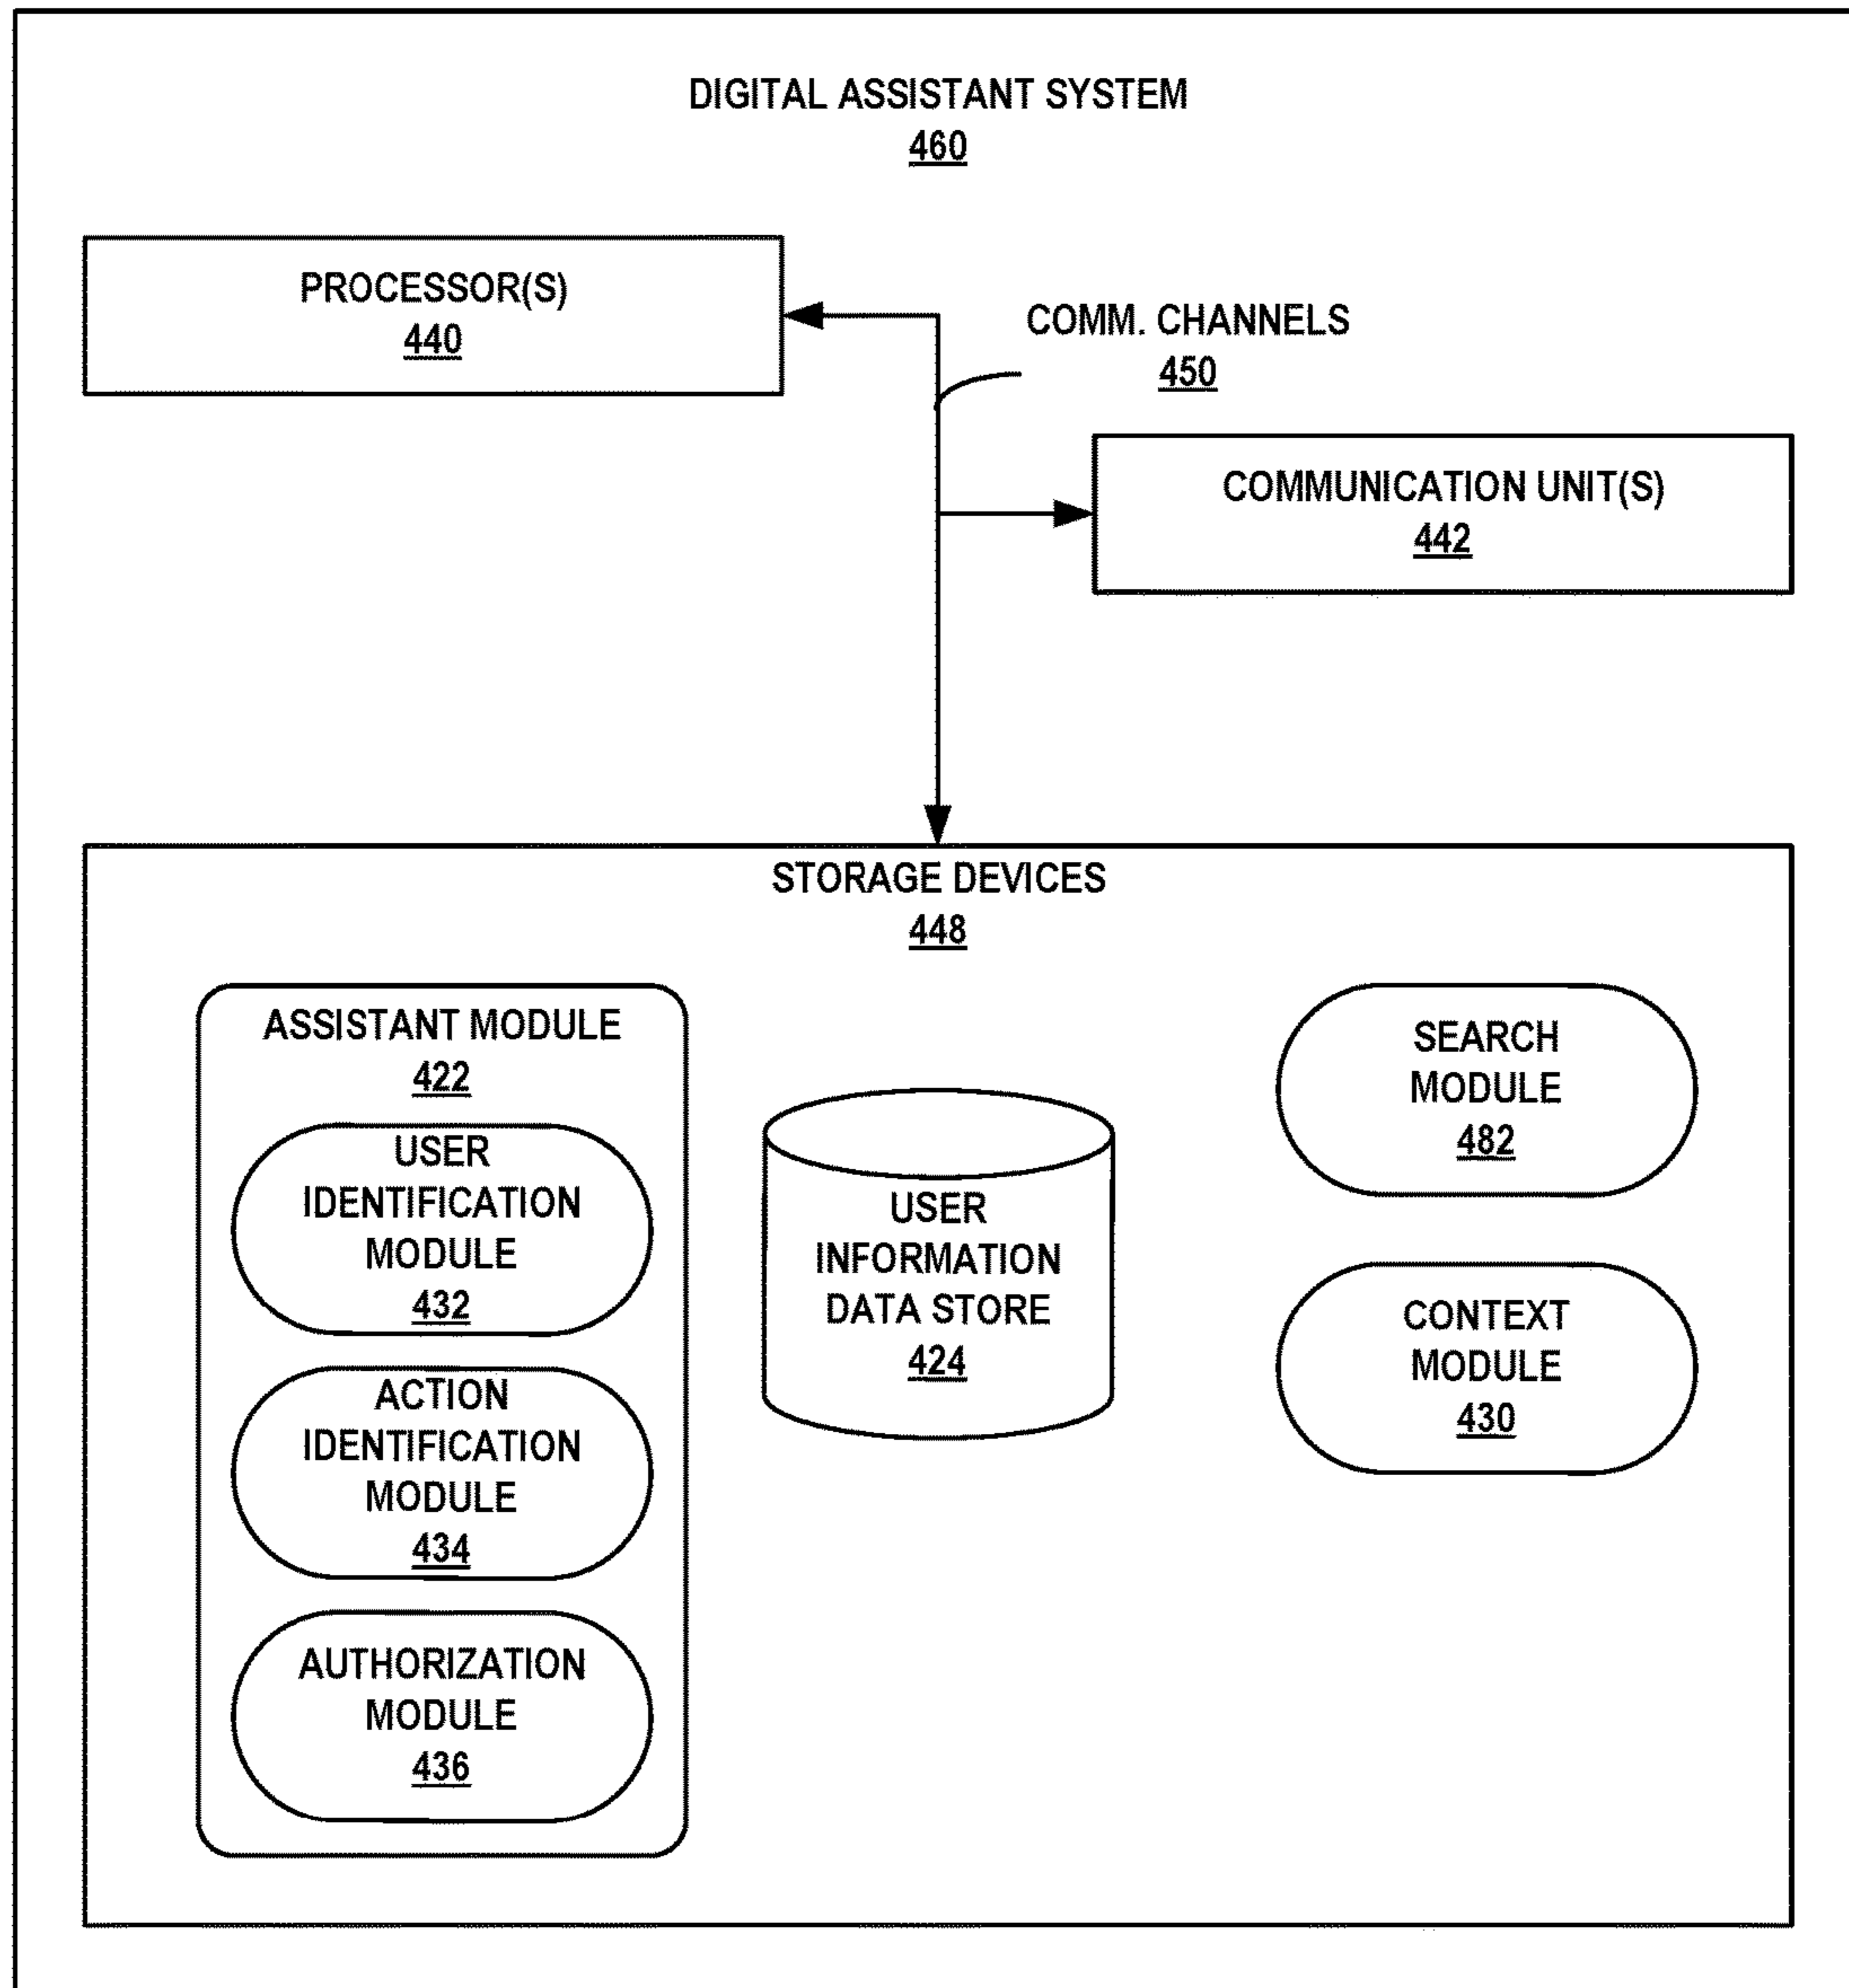 DIGITAL ASSISTANT SYSTEM
460
PROCESSOR(S)
440
COMM. CHANNELS
450
COMMUNICATION UNIT(S)
442
STORAGE DEVICES
448
ASSISTANT MODULE
422
USER
IDENTIFICATION
MODULE
432
ACTION
IDENTIFICATION
MODULE
434
AUTHORIZATION
MODULE
436
USER
INFORMATION
DATA STORE
424
SEARCH
MODULE
482
CONTEXT
MODULE
430